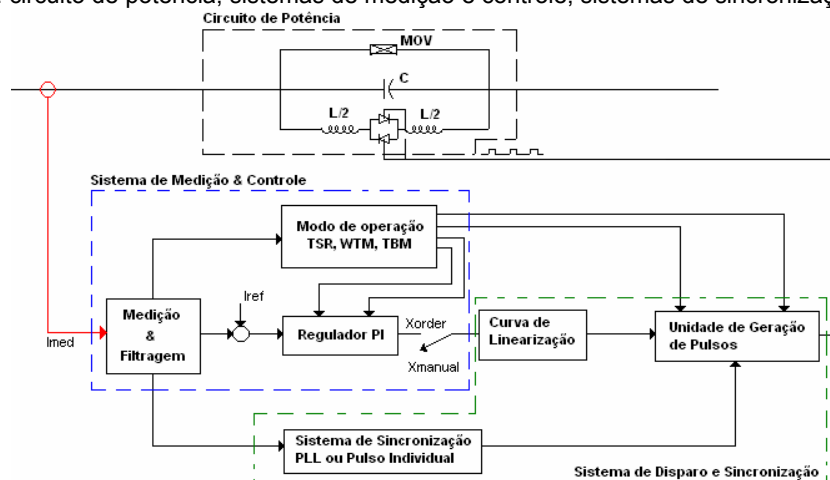 circuito de potência, sistemas de medição e controle, sistemas de sincronizaç
Circuito de Potência
MOV
C
L/2
L/2
Sistema de Medição & Controle
Modo de operação
TSR, WTM, TBM
Iref
Imed
Medição
&
Filtragem
Regulador PI
Xorder
Xmanual
Curva de
Linearização
Unidade de Geração
de Pulsos
Sistema de Sincronização
PLL ou Pulso Individual
Sistema de Disparo e Sincronização